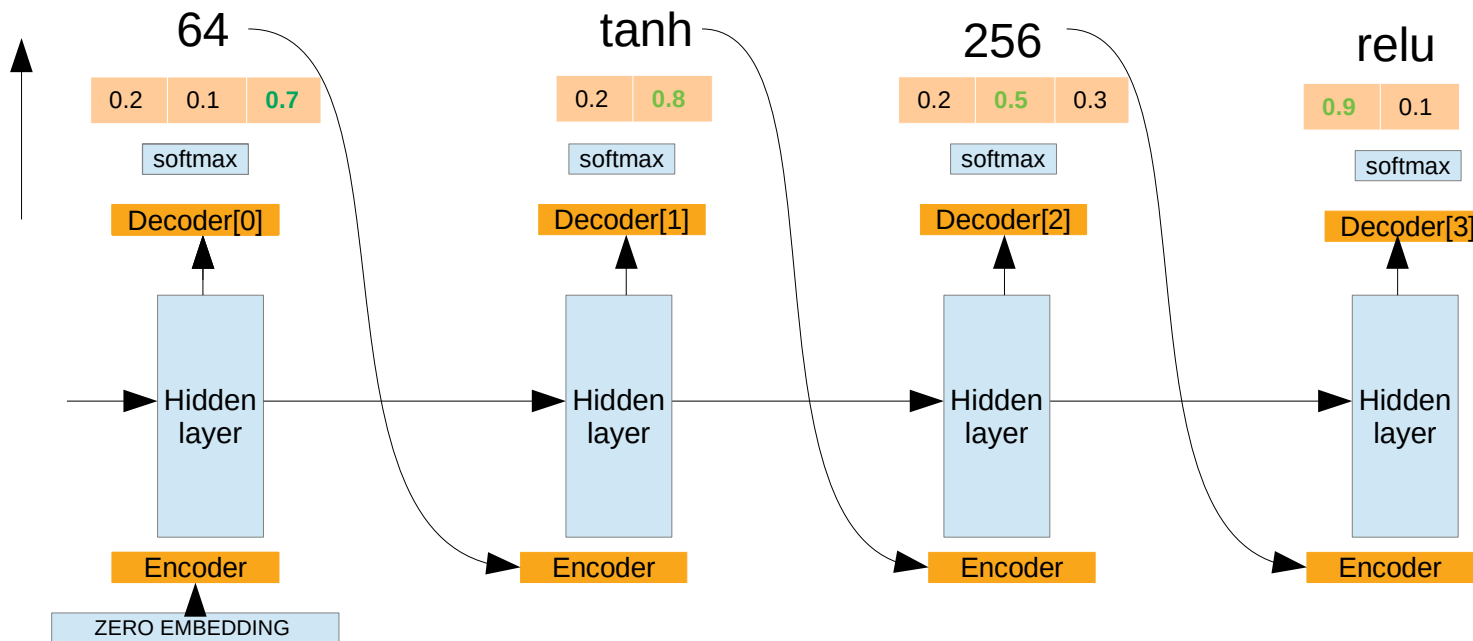 64 tanh 256 relu
0.2 0.1 0.7 0.2 0.8 0.2 0.5 0.3 0.9 0.1
softmax softmax softmax softmax
Decoder[0] Decoder[1] Decoder[2] Decoder[3]
Hidden Hidden Hidden Hidden
layer layer layer layer
Encoder Encoder Encoder Encoder
ZERO EMBEDDING